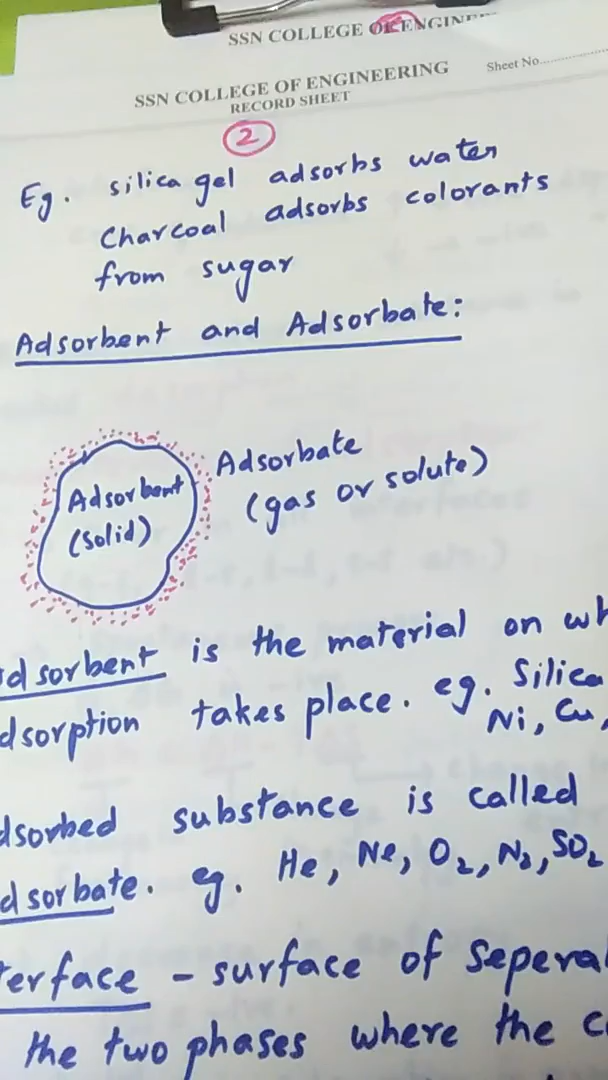 SSN COLLEGE OF ENGINE
SSN COLLEGE OF ENGINEERING
Sheet No..............
RECORD SHEET
2
Eg. silica gel adsorbs water
Charcoal adsorbs colorants
from sugar
Adsorbent and Adsorbate:
Adsorbate
(gas or solute)
Adsorbent
(Solid)
dsorbent is the material on wh
dsorption takes place. eg. Silica
Ni, Cu,
dsorbed substance is called
dsorbate. eg. He, Ne, O2, N2, SO2
erface - surface of Seperat
the two phases where the c